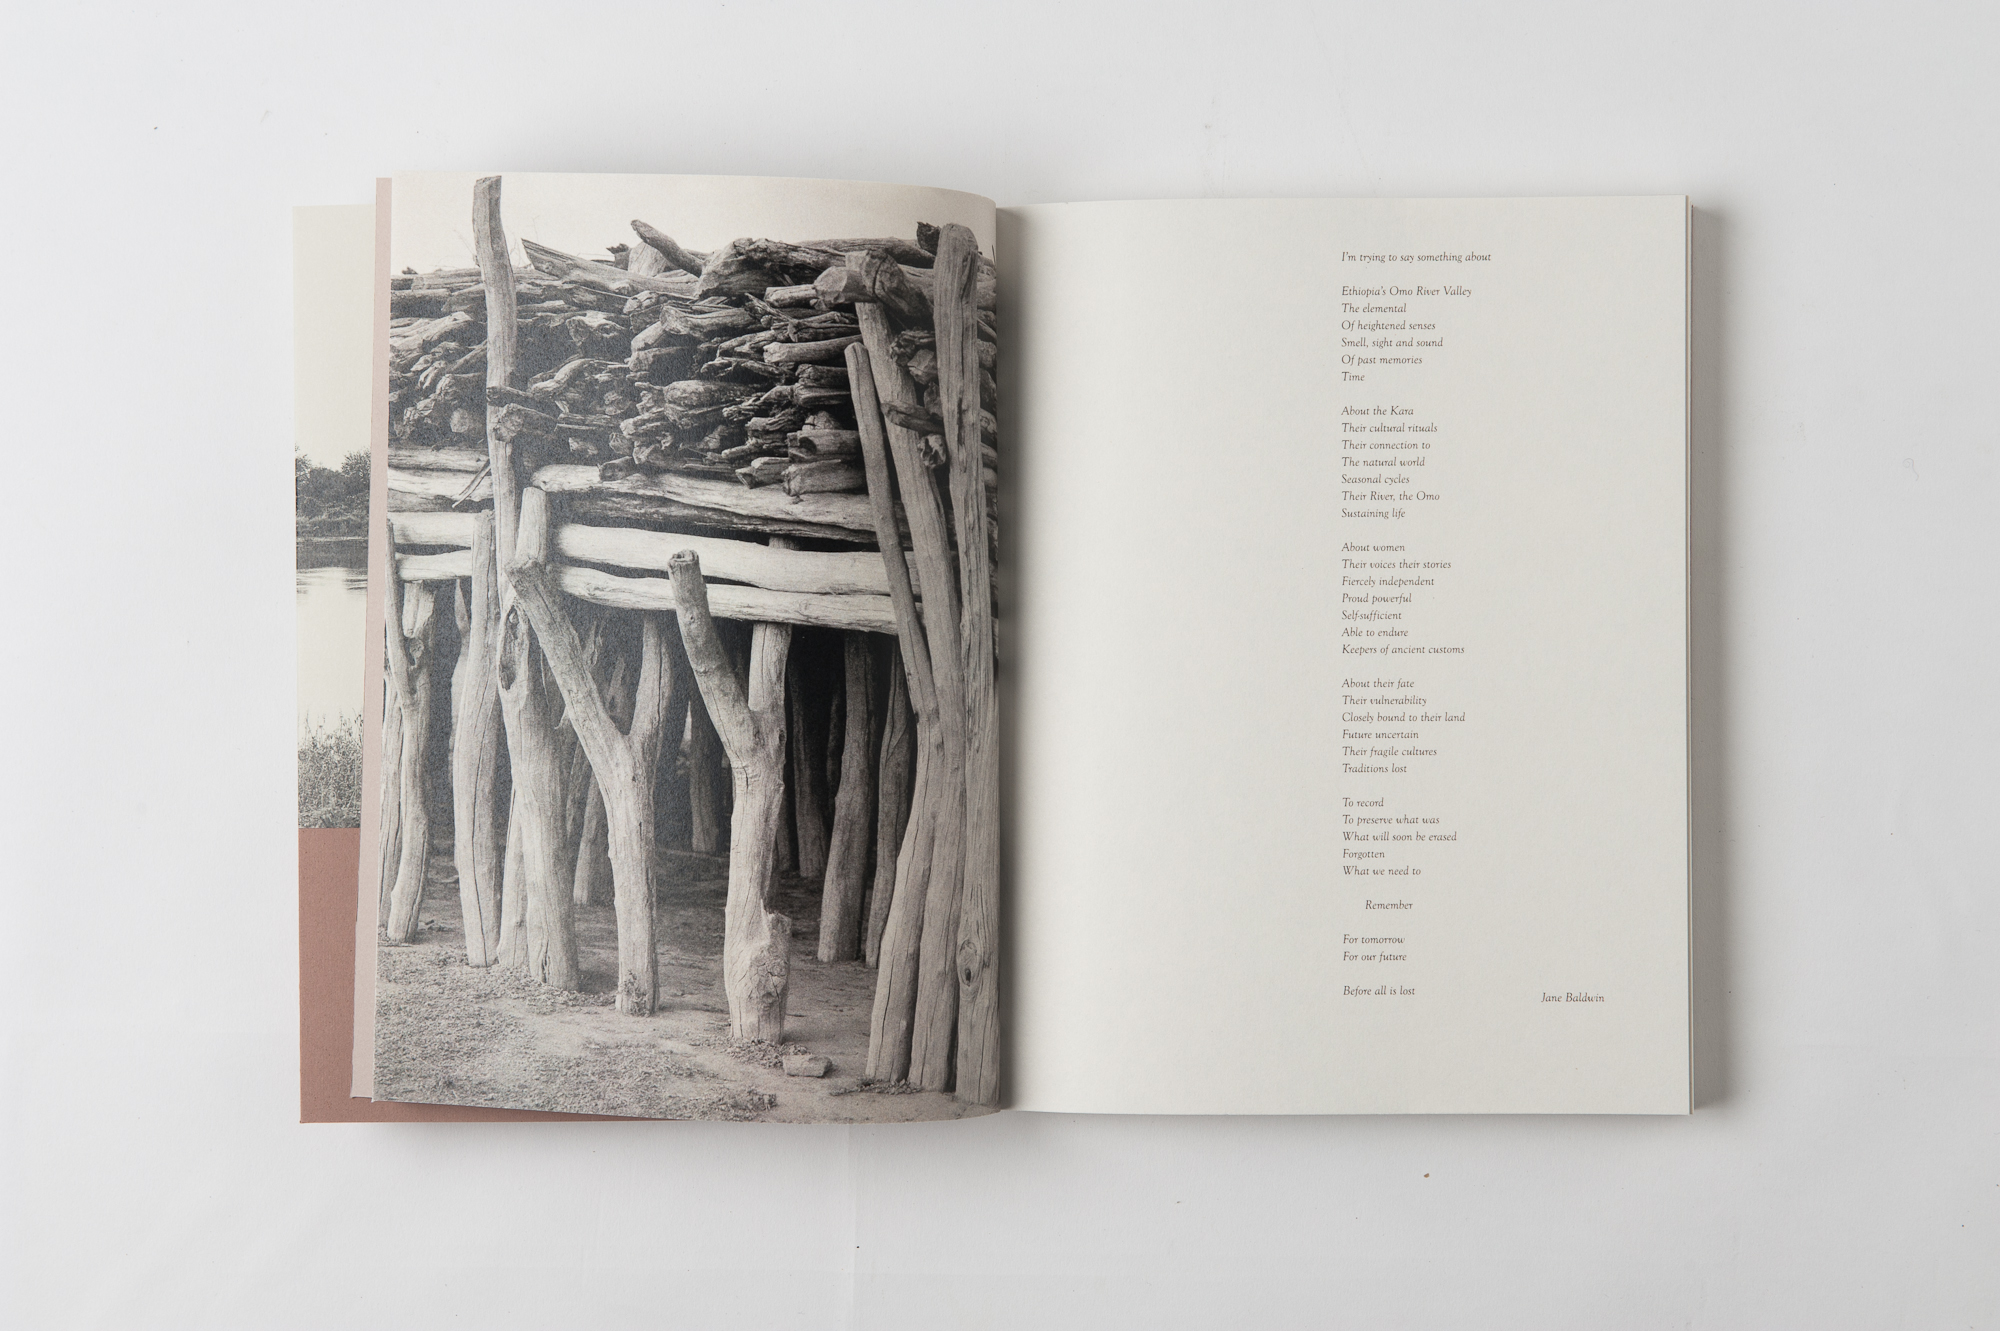 I'm trying to say something about
Ethiopia's Omo River Valley
The elemental
Of heightened senses
Smell, sight and sound
Of past memories
Time
About the Kara
Their cultural rituals
Their connection to
The natural world
Seasonal cycles
Their River, the Omo
Sustaining life
About women
Their voices their stories
Fiercely independent
Proud powerful
Self-sufficient
Able to endure
Keepers of ancient customs
About their fate
Their vulnerability
Closely bound to their land
Future uncertain
Their fragile cultures
Traditions lost
To record
To preserve what was
What will soon be erased
Forgotten
What we need to
Remember
For tomorrow
For our future
Before all is lost
Jane Baldwin